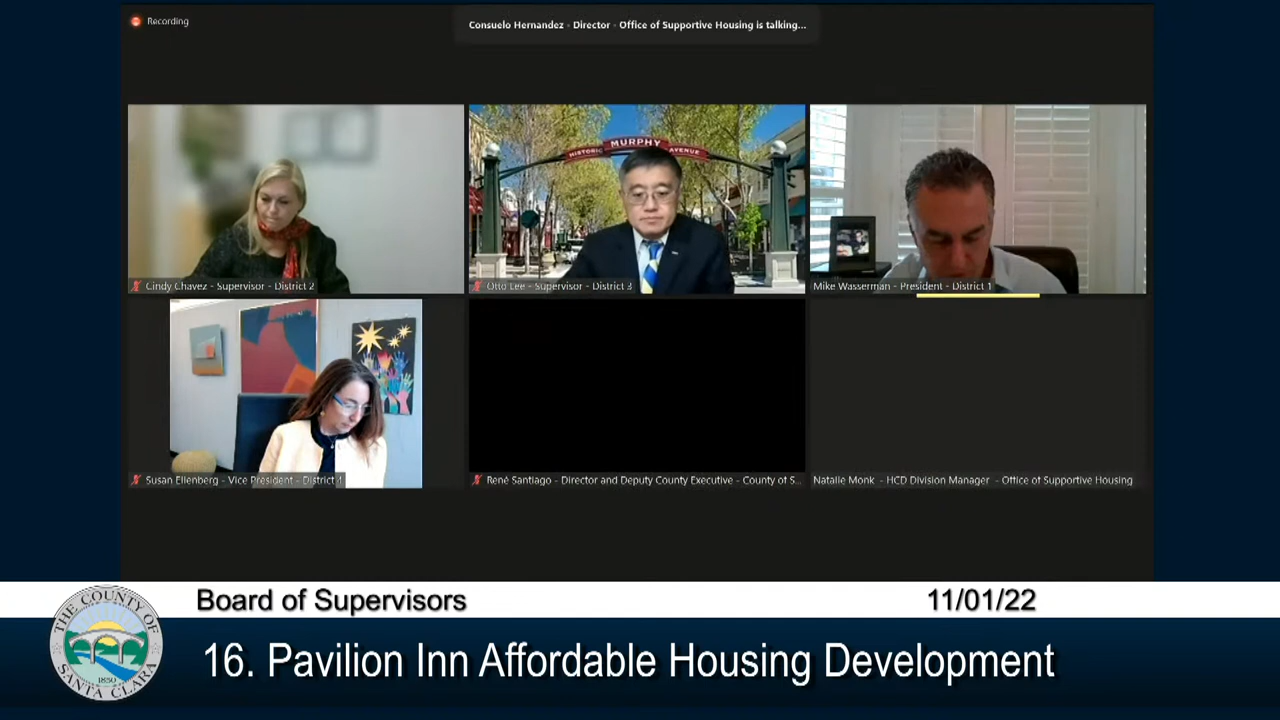 Recording
Consuelo Hernandez - Director - Office of Supportive Housing is talking...
HISTORIC MURPHY AVENUE
Cindy Chavez - Supervisor - District 2
Otto Lee - Supervisor - District 3
Mike Wasserman - President - District 1
Susan Ellenberg - Vice President - District 4
René Santiago - Director and Deputy County Executive - County of S...
Natalie Monk - HCD Division Manager - Office of Supportive Housing
Board of Supervisors
11/01/22
THE COUNTY OF SANTA CLARA
1850
16. Pavilion Inn Affordable Housing Development